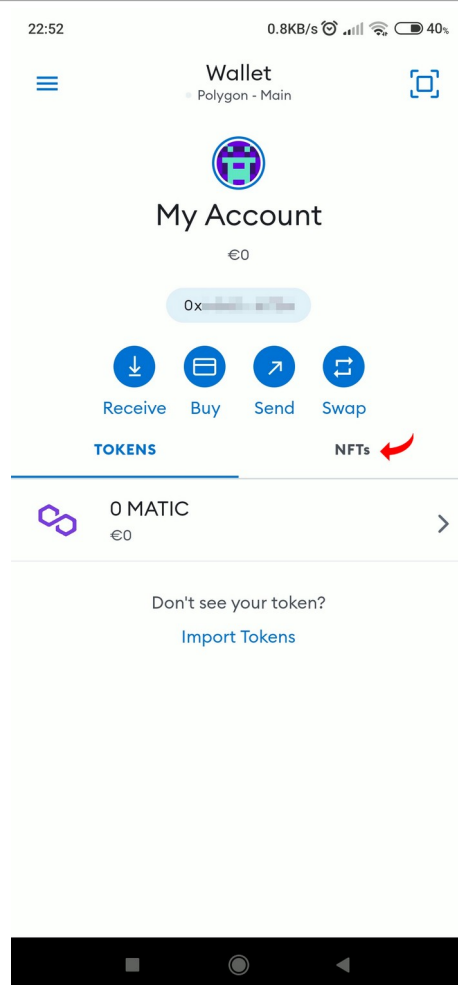 22:52 0.8KB/s 40%
Wallet
Polygon - Main
My Account
€0
0x
Receive Buy Send Swap
TOKENS NFTs
0 MATIC
€0
Don't see your token?
Import Tokens